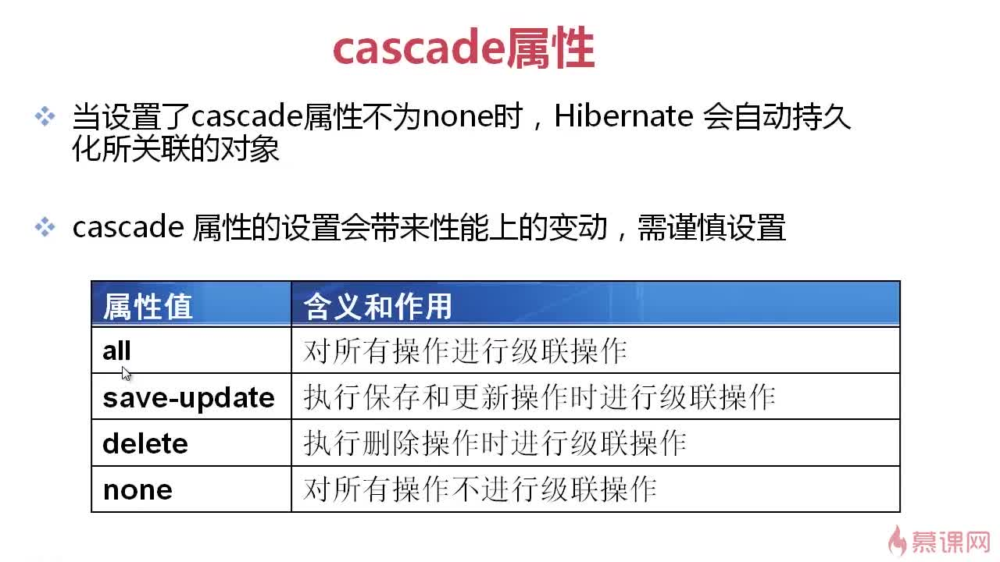 cascade属性
当设置了cascade属性不为none时，Hibernate 会自动持久
化所关联的对象
cascade 属性的设置会带来性能上的变动，需谨慎设置
属性值 含义和作用
all 对所有操作进行级联操作
save-update 执行保存和更新操作时进行级联操作
delete 执行删除操作时进行级联操作
none 对所有操作不进行级联操作
慕课网